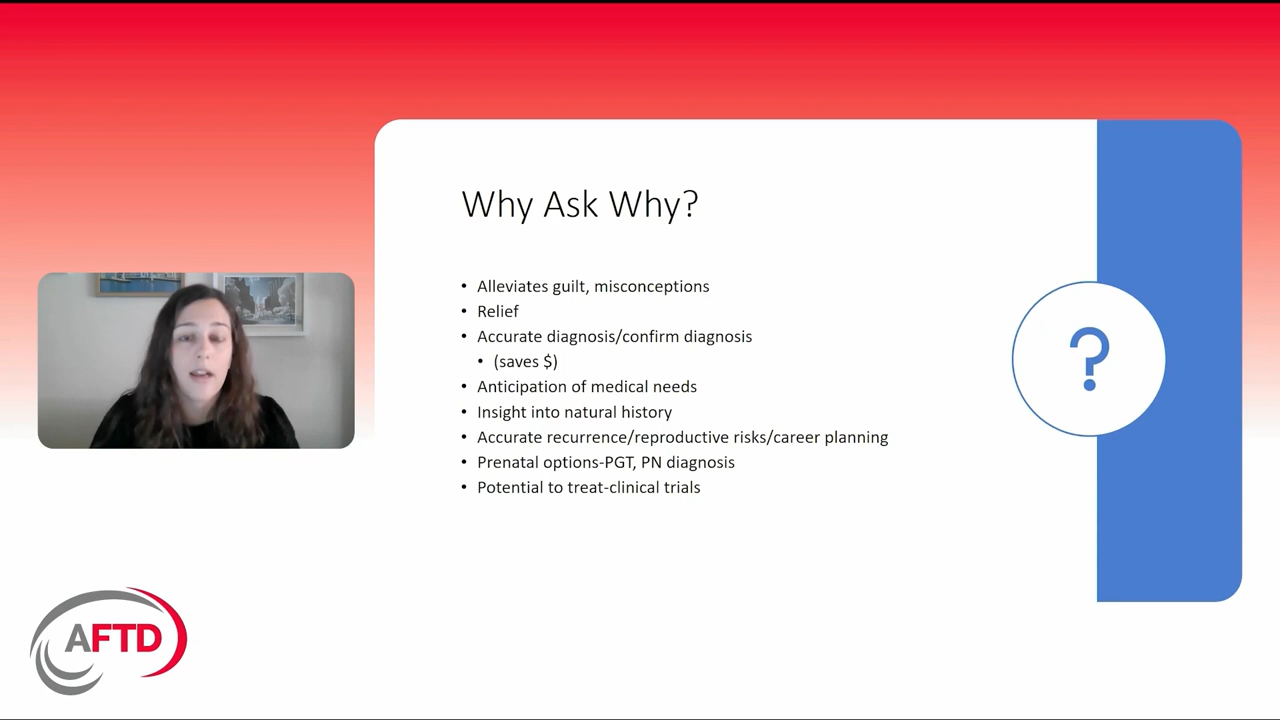 Why Ask Why?
• Alleviates guilt, misconceptions
• Relief
• Accurate diagnosis/confirm diagnosis
• (saves $)
• Anticipation of medical needs
• Insight into natural history
• Accurate recurrence/reproductive risks/career planning
• Prenatal options-PGT, PN diagnosis
• Potential to treat-clinical trials
?
AFTD